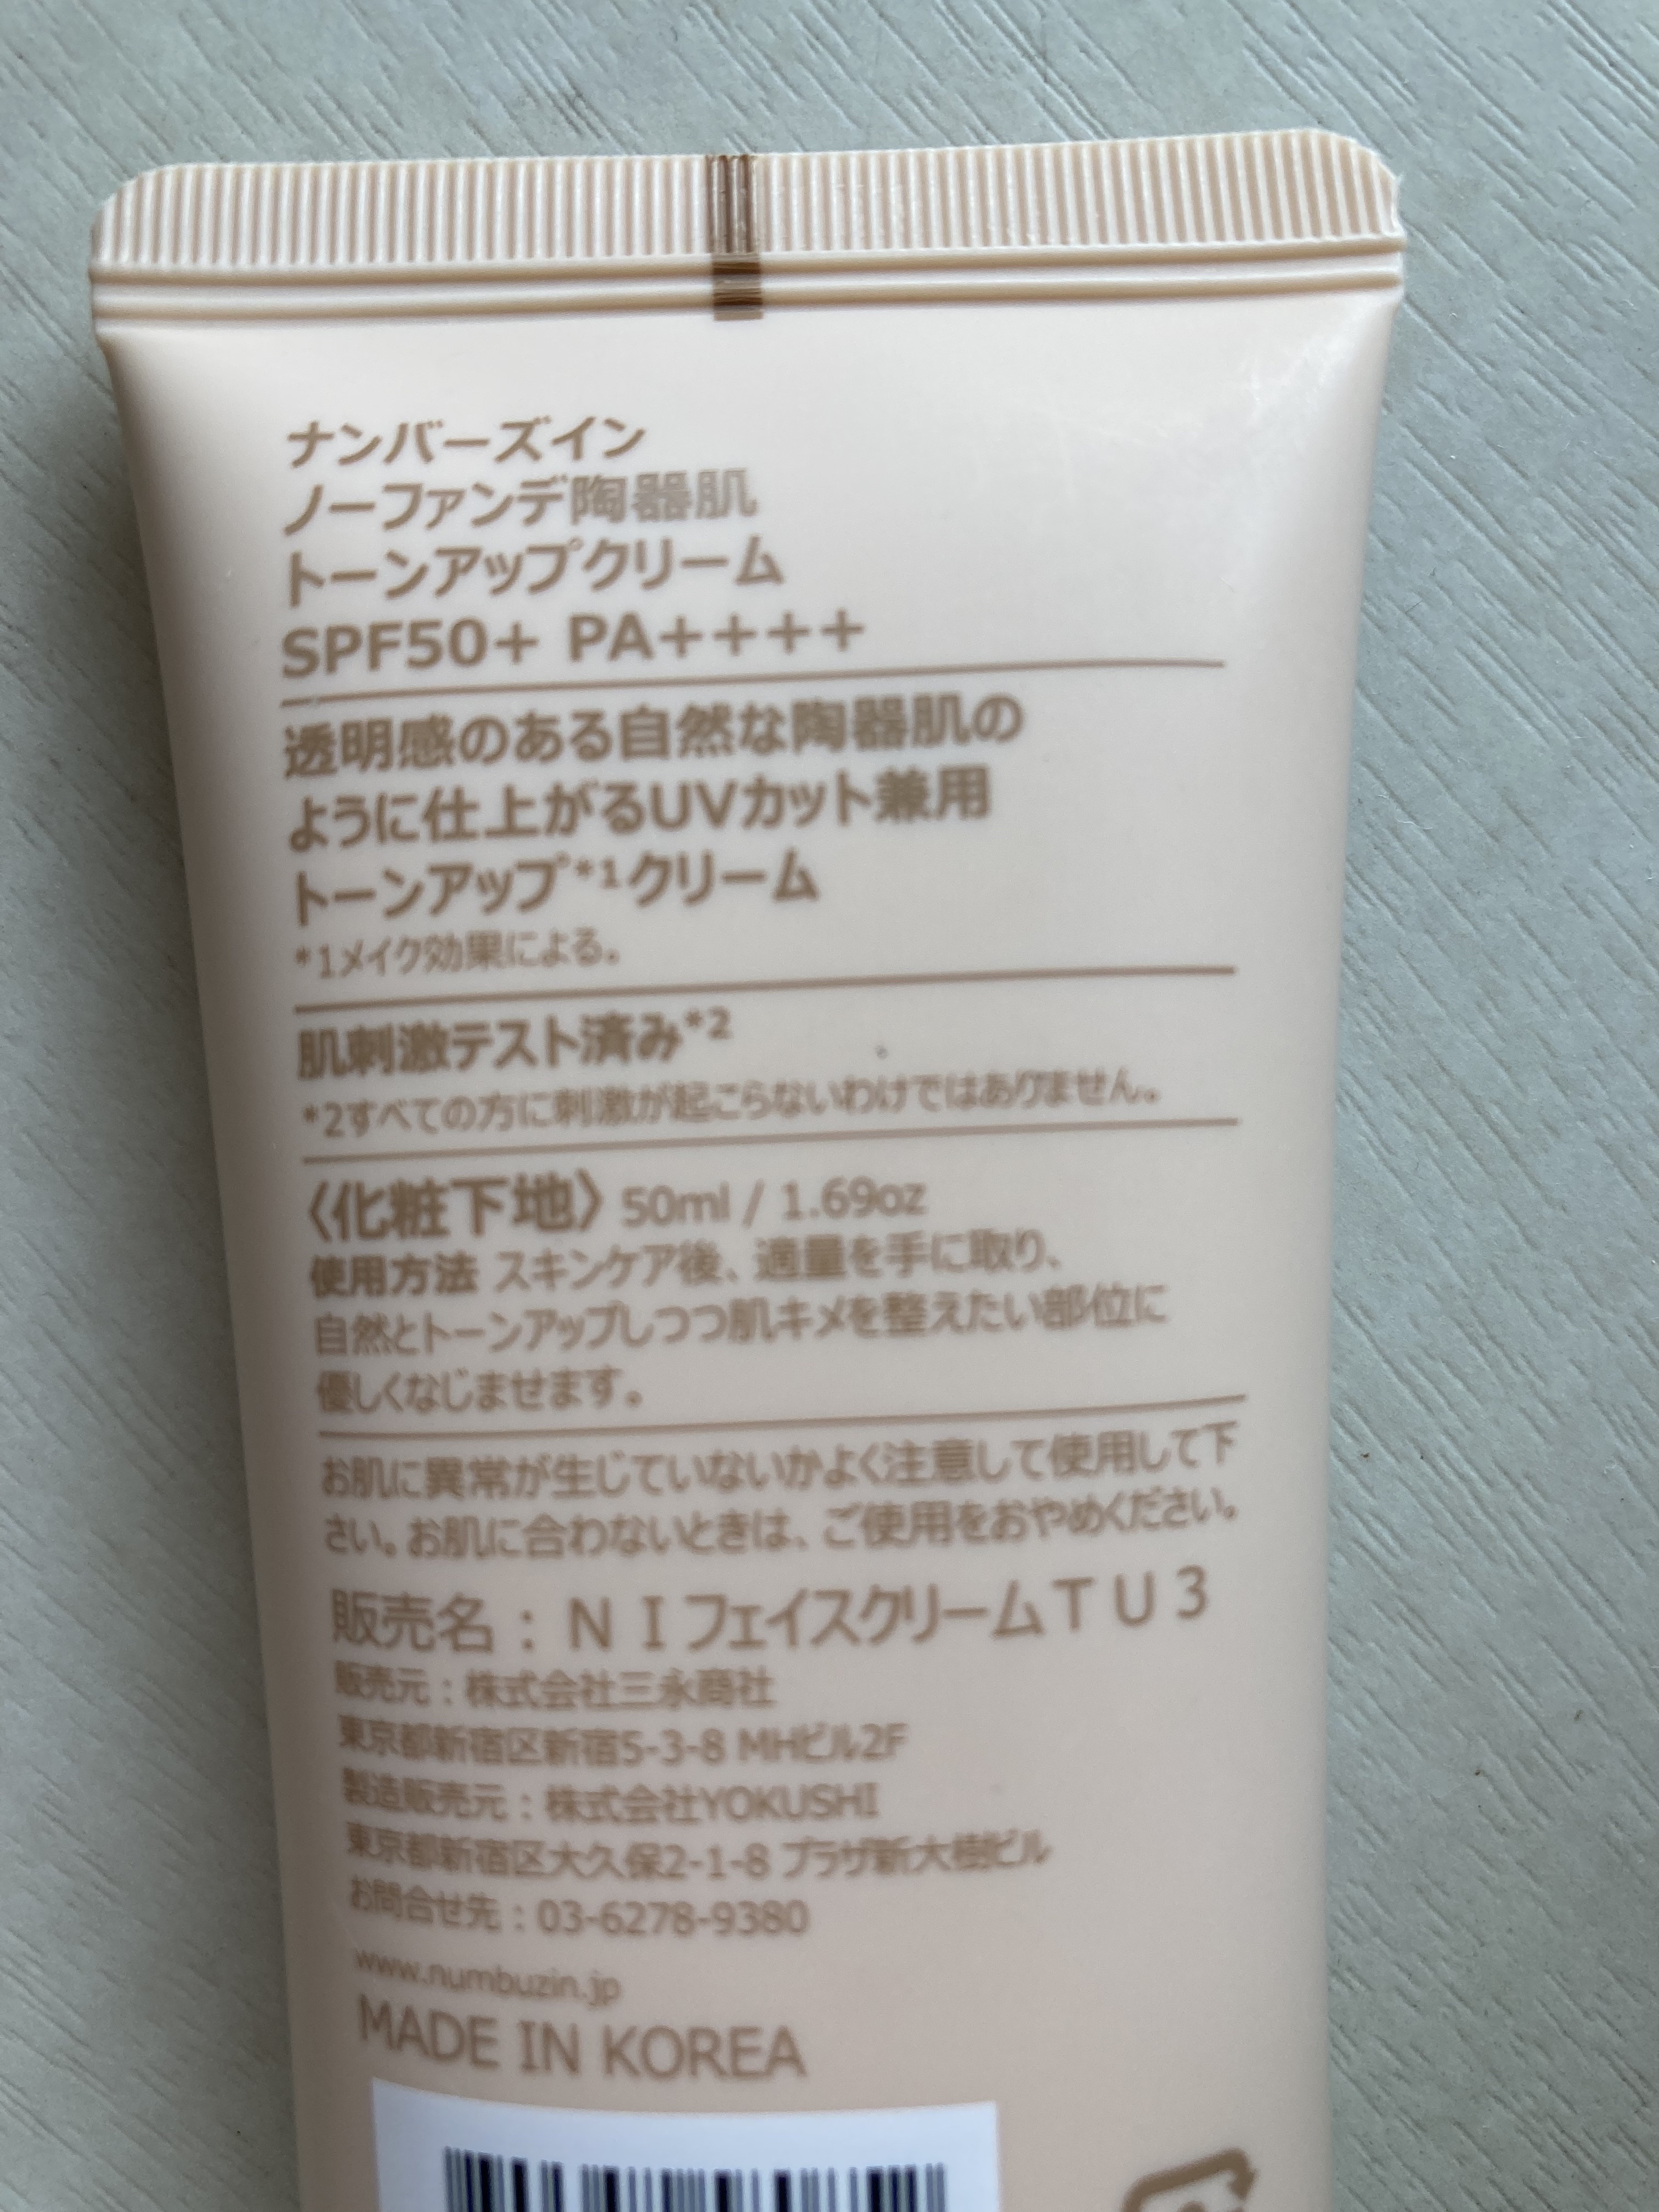 ナンバーズイン
ノーファンデ陶器肌
トーンアップクリーム
SPF50+ PA++++
透明感のある自然な陶器肌の
ように仕上がるUVカット兼用
トーンアップ*1クリーム
*1メイク効果による。
肌刺激テスト済み*2
*2すべての方に刺激が起こらないわけではありません。
〈化粧下地〉50ml / 1.69oz
使用方法 スキンケア後、適量を手に取り、
自然とトーンアップしつつ肌キメを整えたい部位に
優しくなじませます。
お肌に異常が生じていないかよく注意して使用して下
さい。お肌に合わないときは、ご使用をおやめください。
販売名：ＮＩフェイスクリームＴＵ３
販売元：株式会社三永商社
東京都新宿区新宿5-3-8 MHビル2F
製造販売元：株式会社YOKUSHI
東京都新宿区大久保2-1-8 プラザ新大樹ビル
お問合せ先：03-6278-9380
www.numbuzin.jp
MADE IN KOREA